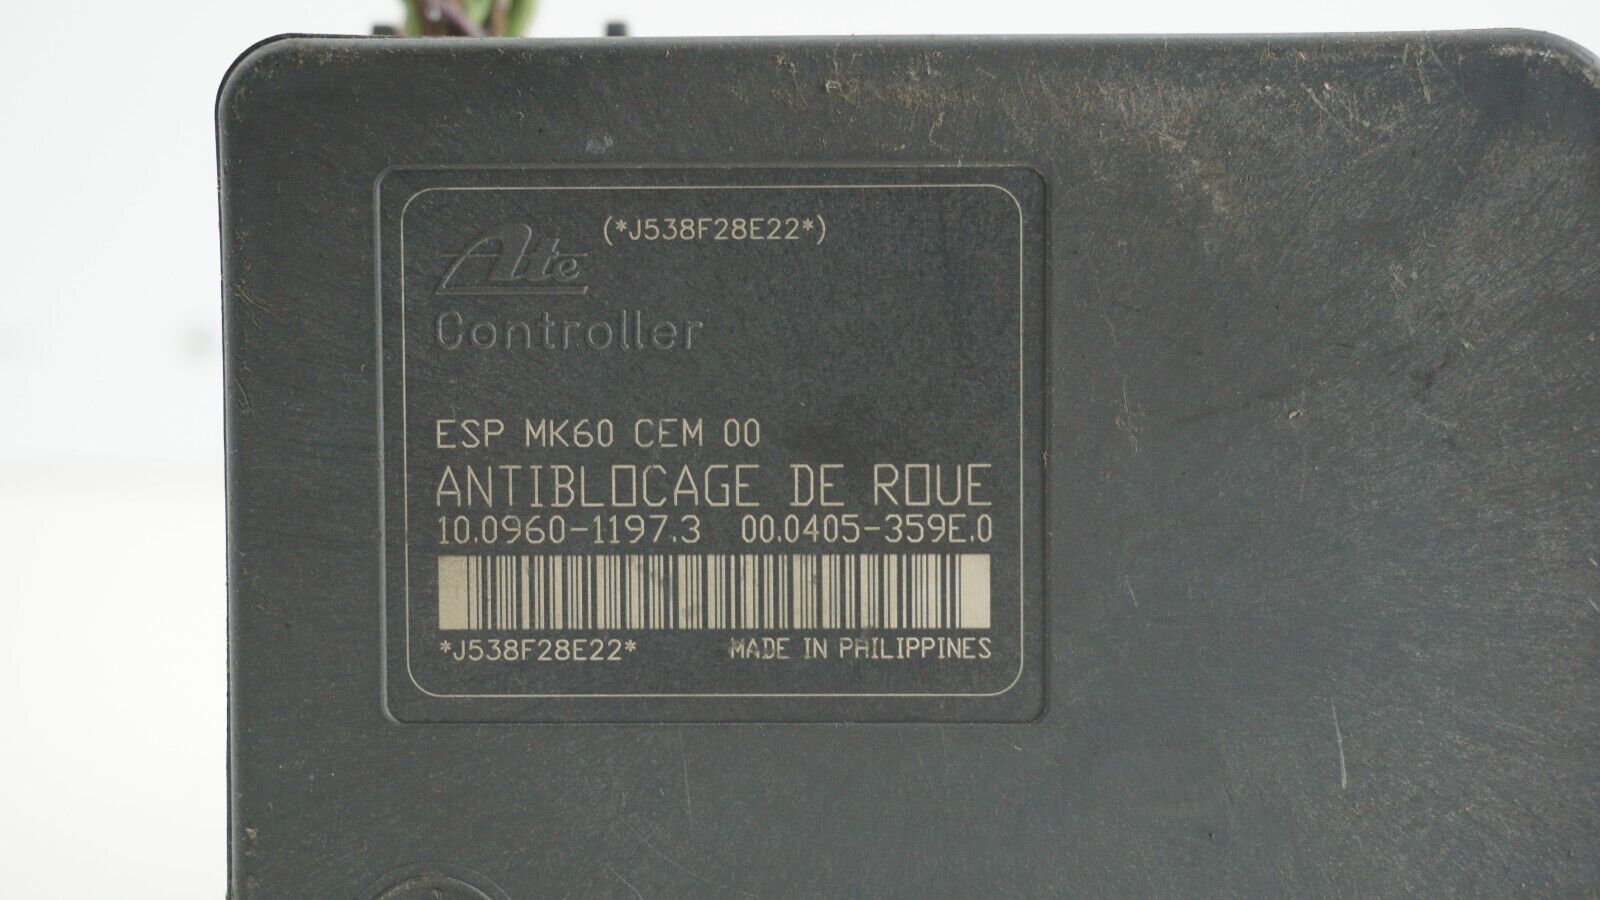 (*J538F28E22*)
Ate
Controller
ESP MK60 CEM 00
ANTIBLOCAGE DE ROUE
10.0960-1197.3 00.0405-359E.0
*J538F28E22* MADE IN PHILIPPINES